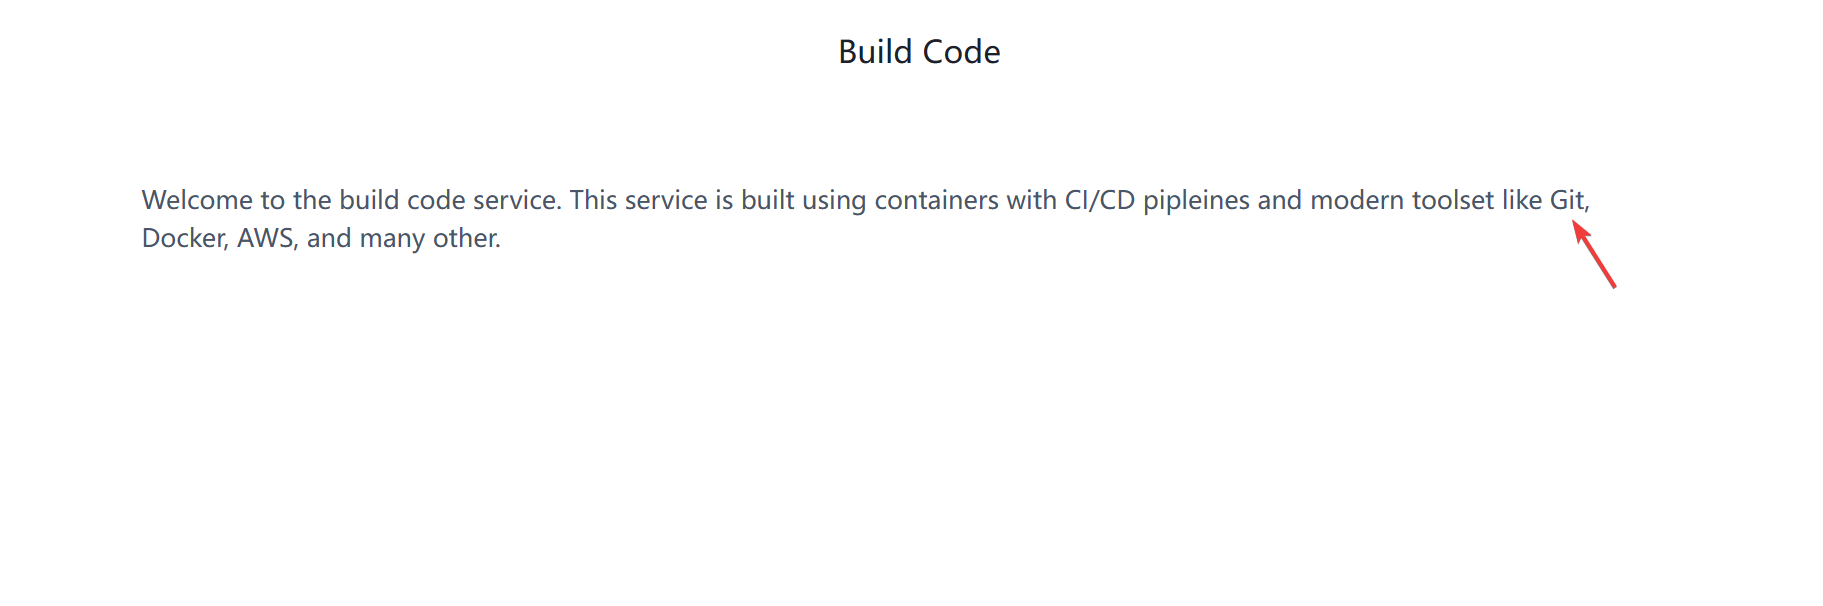 Build Code
Welcome to the build code service. This service is built using containers with CI/CD pipleines and modern toolset like Git,
Docker, AWS, and many other.